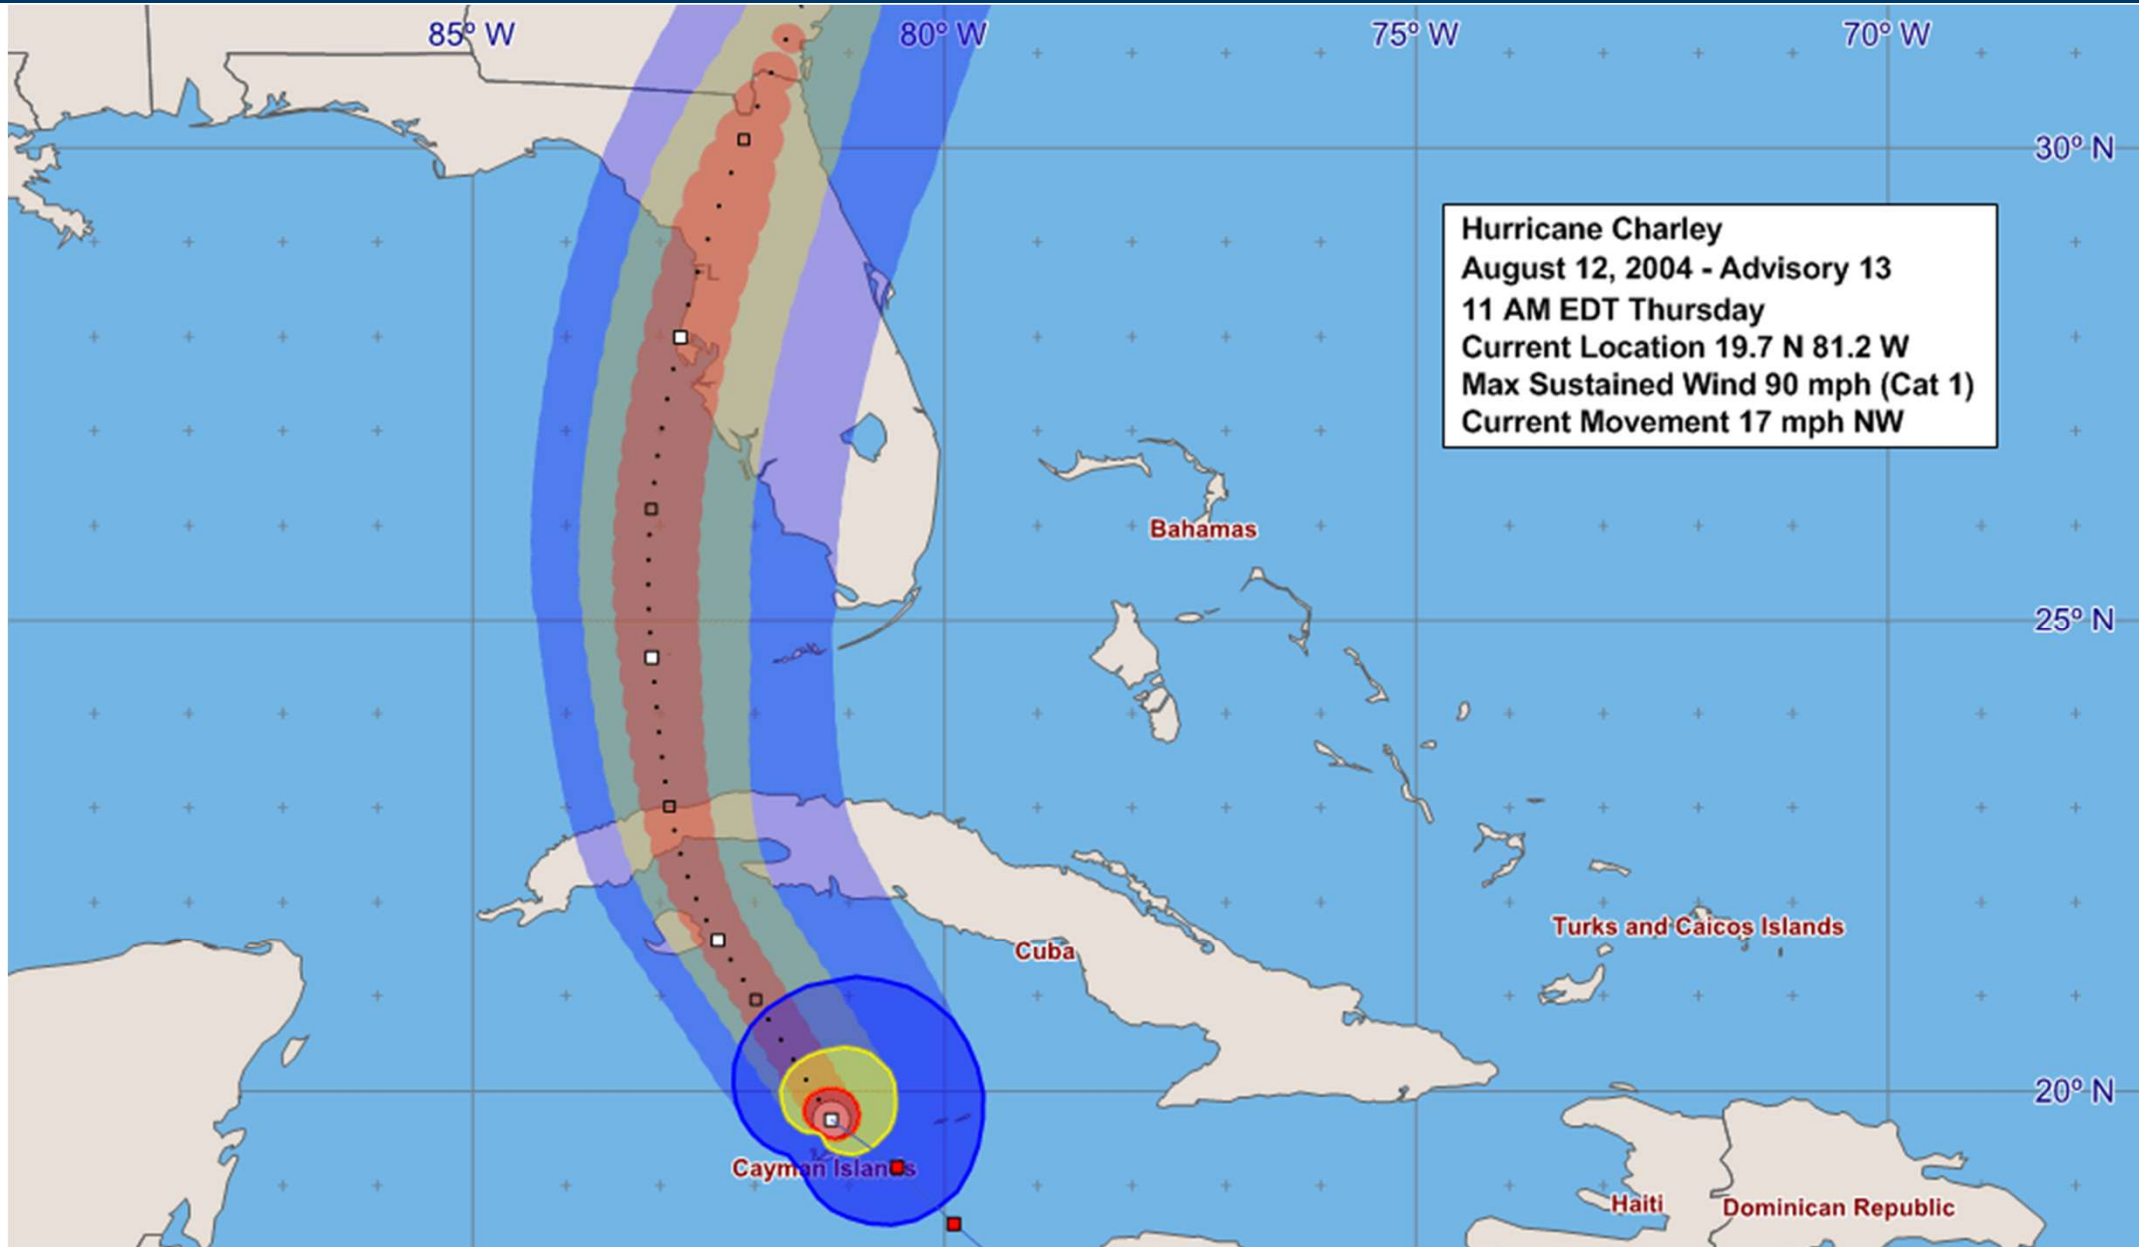 85° W
80° W
75° W
70° W
30° N
Hurricane Charley
August 12, 2004 - Advisory 13
11 AM EDT Thursday
Current Location 19.7 N 81.2 W
Max Sustained Wind 90 mph (Cat 1)
Current Movement 17 mph NW
FL
Bahamas
25° N
Turks and Caicos Islands
Cuba
20° N
Cayman Islands
Haiti
Dominican Republic